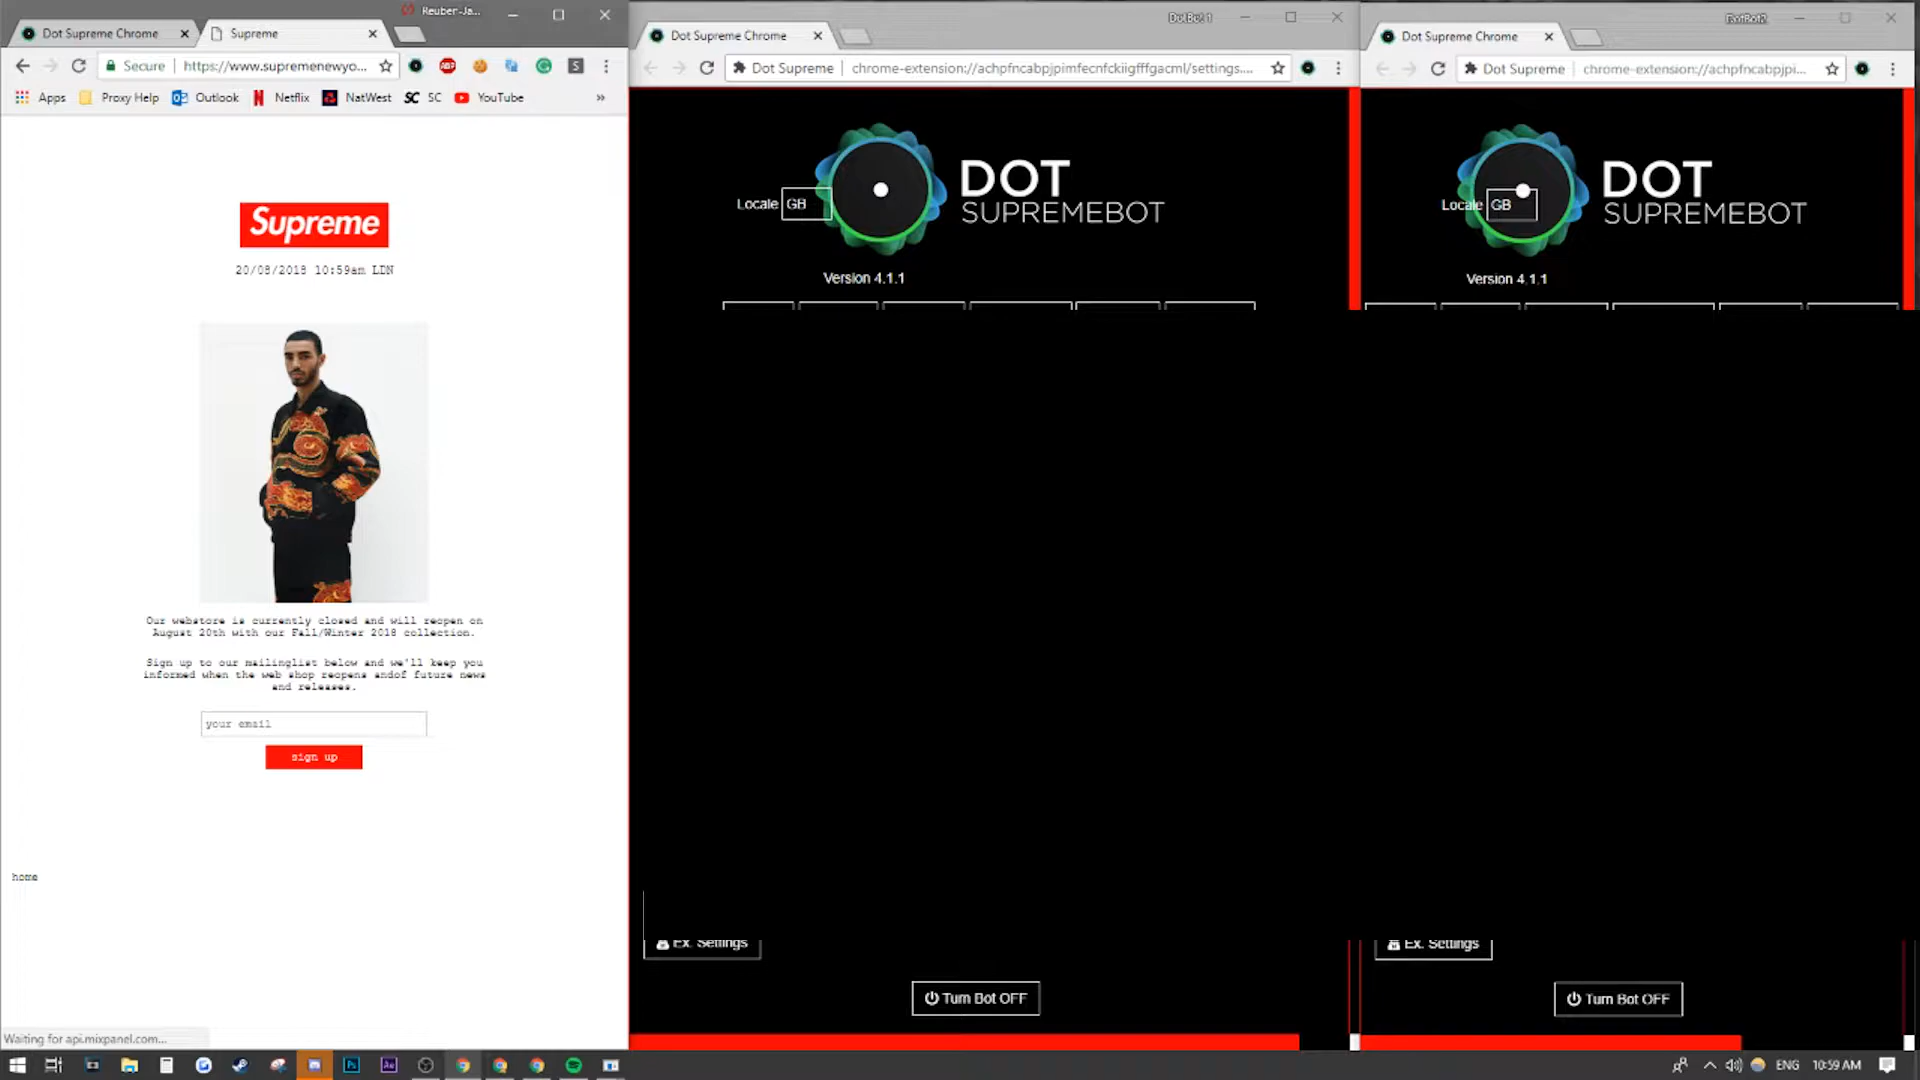 Dot Supreme Chrome
Supreme
Reuber-Ja...
Secure
https://www.supremenewyo...
Apps
Proxy Help
Outlook
Netflix
NatWest
SC
YouTube
»
Supreme
20/08/2018 10:59am LDN
Our webstore is currently closed and will reopen on
August 20th with our Fall/Winter 2018 collection.
Sign up to our mailinglist below and we'll keep you
informed when the web shop reopens andof future news
and releases.
your email
sign up
home
Waiting for api.mixpanel.com...
DotBot1
Dot Supreme Chrome
Dot Supreme
chrome-extension://achpfncabpjpimfecnfckiigfffgacml/settings....
Locale GB
DOT
SUPREMEBOT
Version 4.1.1
Ex. Settings
Turn Bot OFF
DotBot2
Dot Supreme Chrome
Dot Supreme
chrome-extension://achpfncabpjpi...
Locale GB
DOT
SUPREMEBOT
Version 4.1.1
Ex. Settings
Turn Bot OFF
ENG
10:59 AM